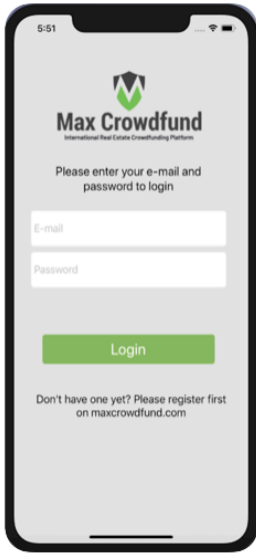 5:51
Max Crowdfund
International Real Estate Crowdfunding Platform
Please enter your e-mail and
password to login
E-mail
Password
Login
Don't have one yet? Please register first
on maxcrowdfund.com